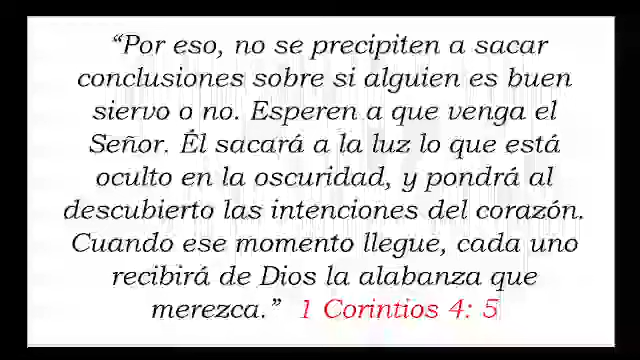 “Por eso, no se precipiten a sacar
conclusiones sobre si alguien es buen
siervo o no. Esperen a que venga el
Señor. Él sacará a la luz lo que está
oculto en la oscuridad, y pondrá al
descubierto las intenciones del corazón.
Cuando ese momento llegue, cada uno
recibirá de Dios la alabanza que
merezca.” 1 Corintios 4: 5